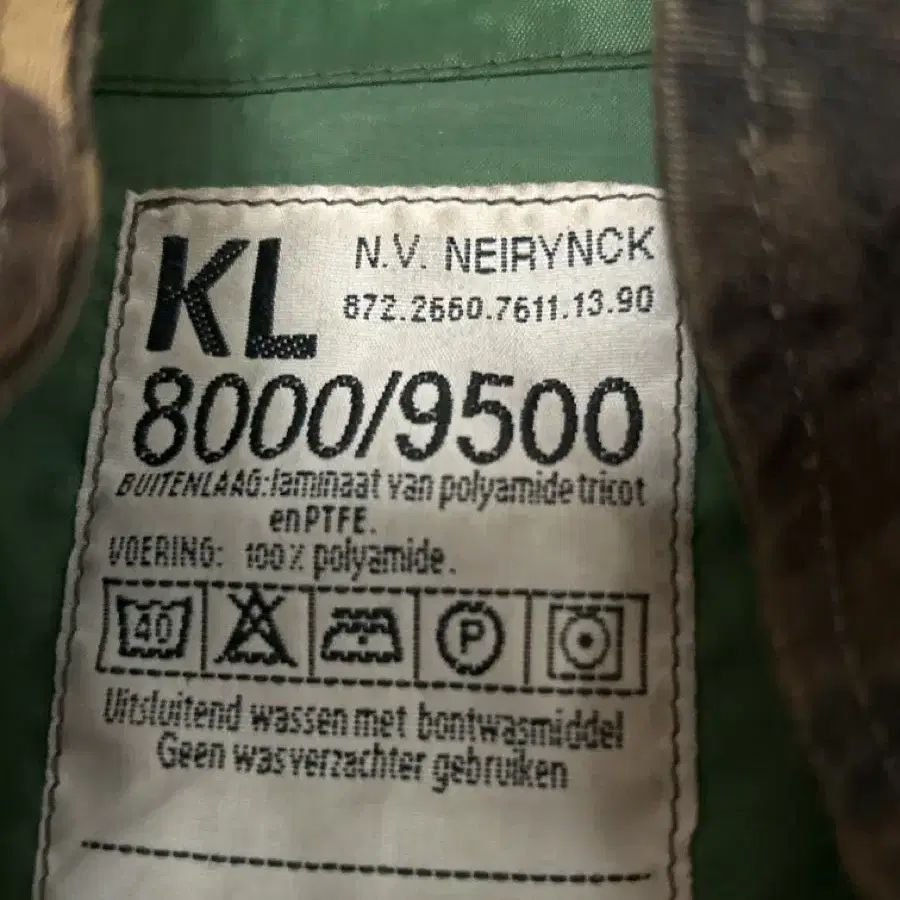 KL
N.V. NEIRYNCK
872.2660.7611.13.90
8000/9500
BUITENLAAG: laminaat van polyamide tricot
en PTFE.
VOERING: 100% polyamide.
40 P
Uitsluitend wassen met bontwasmiddel
Geen wasverzachter gebruiken